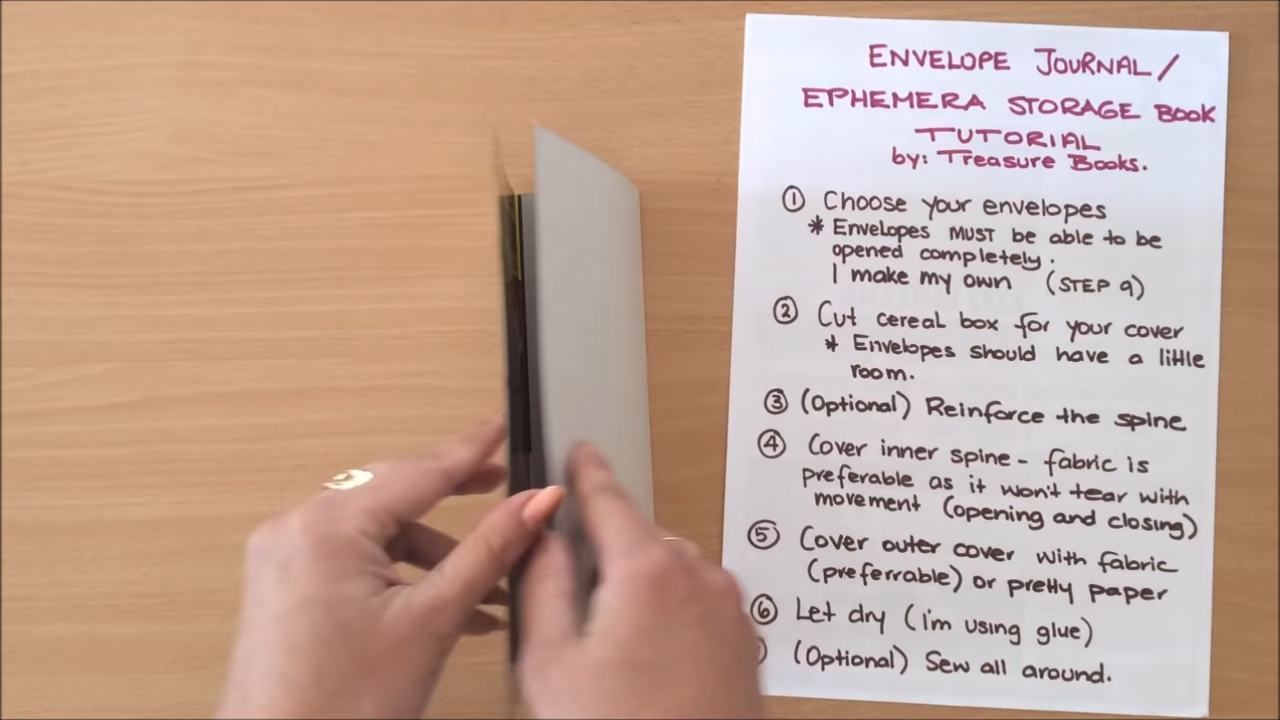 ENVELOPE JOURNAL/
EPHEMERA STORAGE BOOK
TUTORIAL
by: Treasure Books.
① Choose your envelopes
* Envelopes MUST be able to be
opened completely.
I make my own (STEP 9)
② Cut cereal box for your cover
* Envelopes should have a little
room.
③ (Optional) Reinforce the spine
④ Cover inner spine - fabric is
preferable as it won't tear with
movement (opening and closing)
⑤ Cover outer cover with fabric
(preferrable) or pretty paper
⑥ Let dry (i'm using glue)
(Optional) Sew all around.